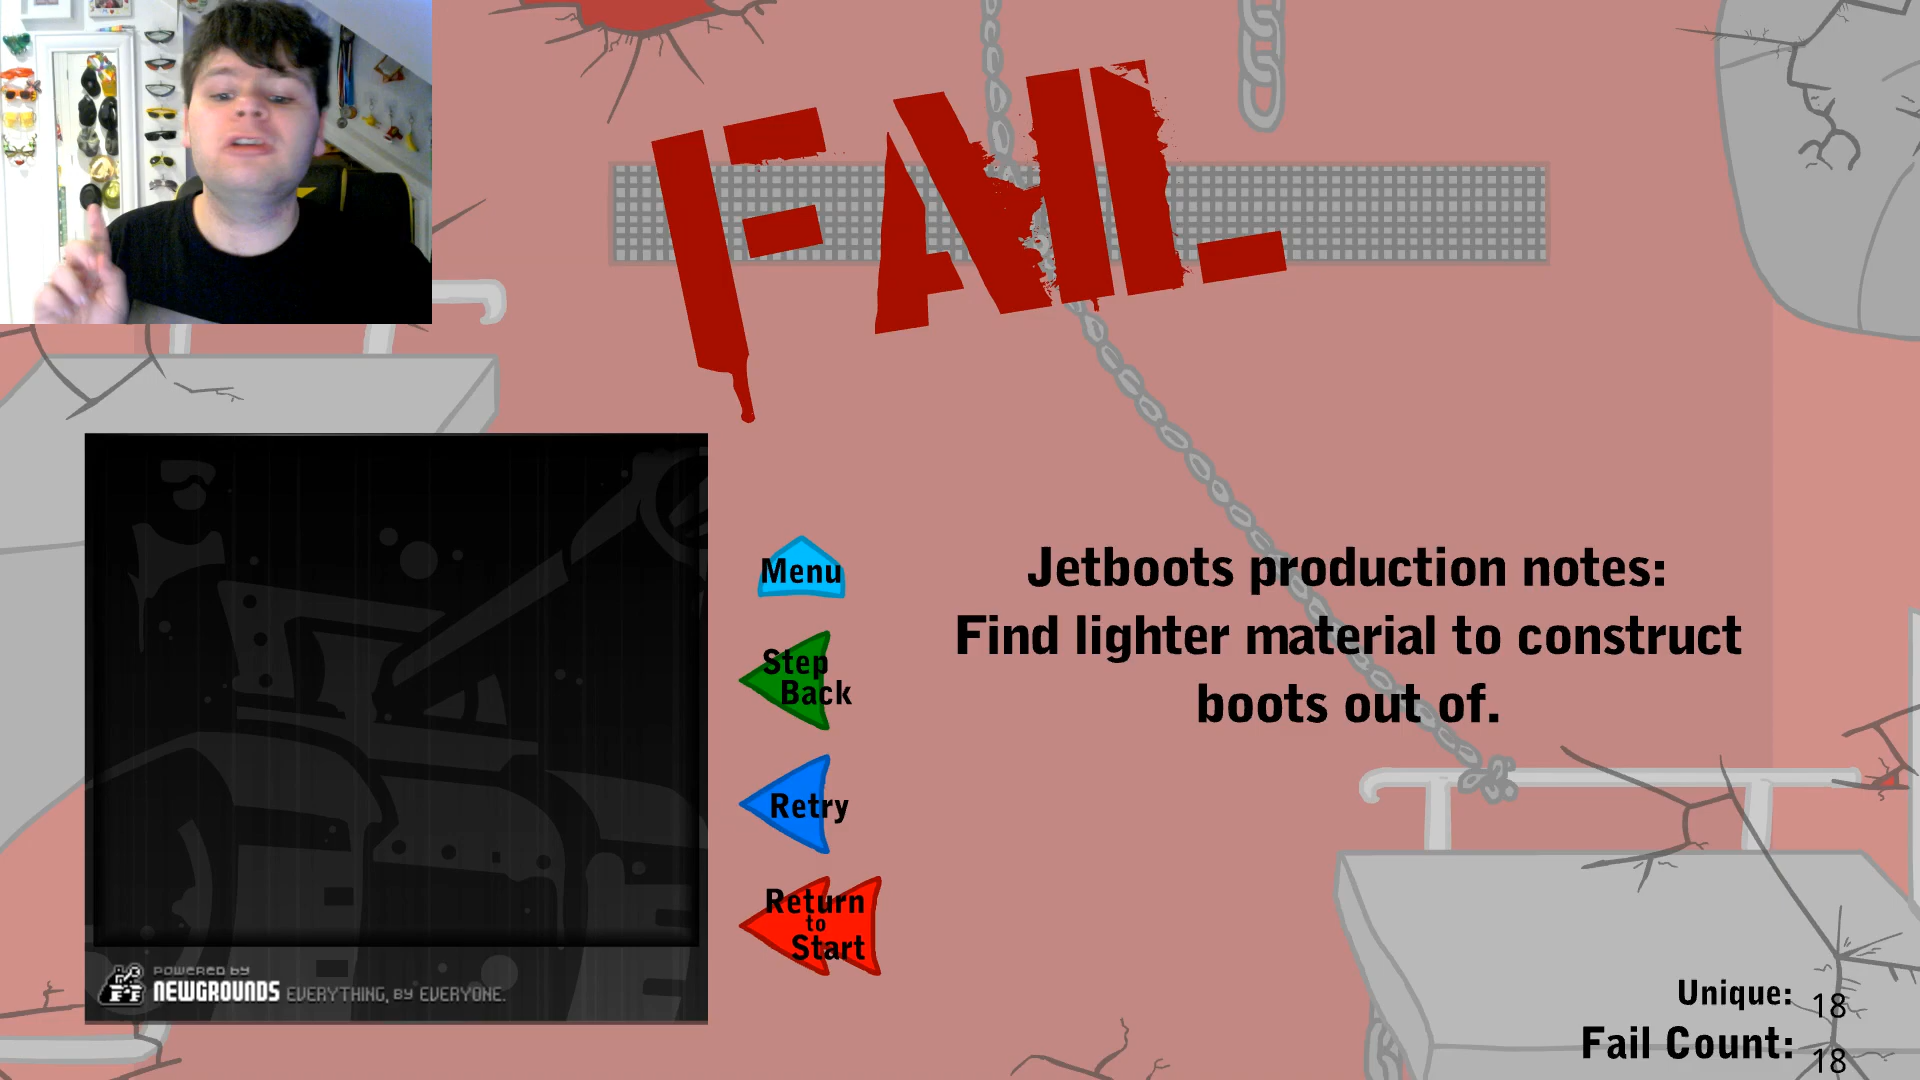 FAIL
Menu
Step
Back
Retry
Return
to
Start
Jetboots production notes:
Find lighter material to construct
boots out of.
POWERED BY
NEWGROUNDS EVERYTHING, BY EVERYONE.
Unique: 18
Fail Count: 18